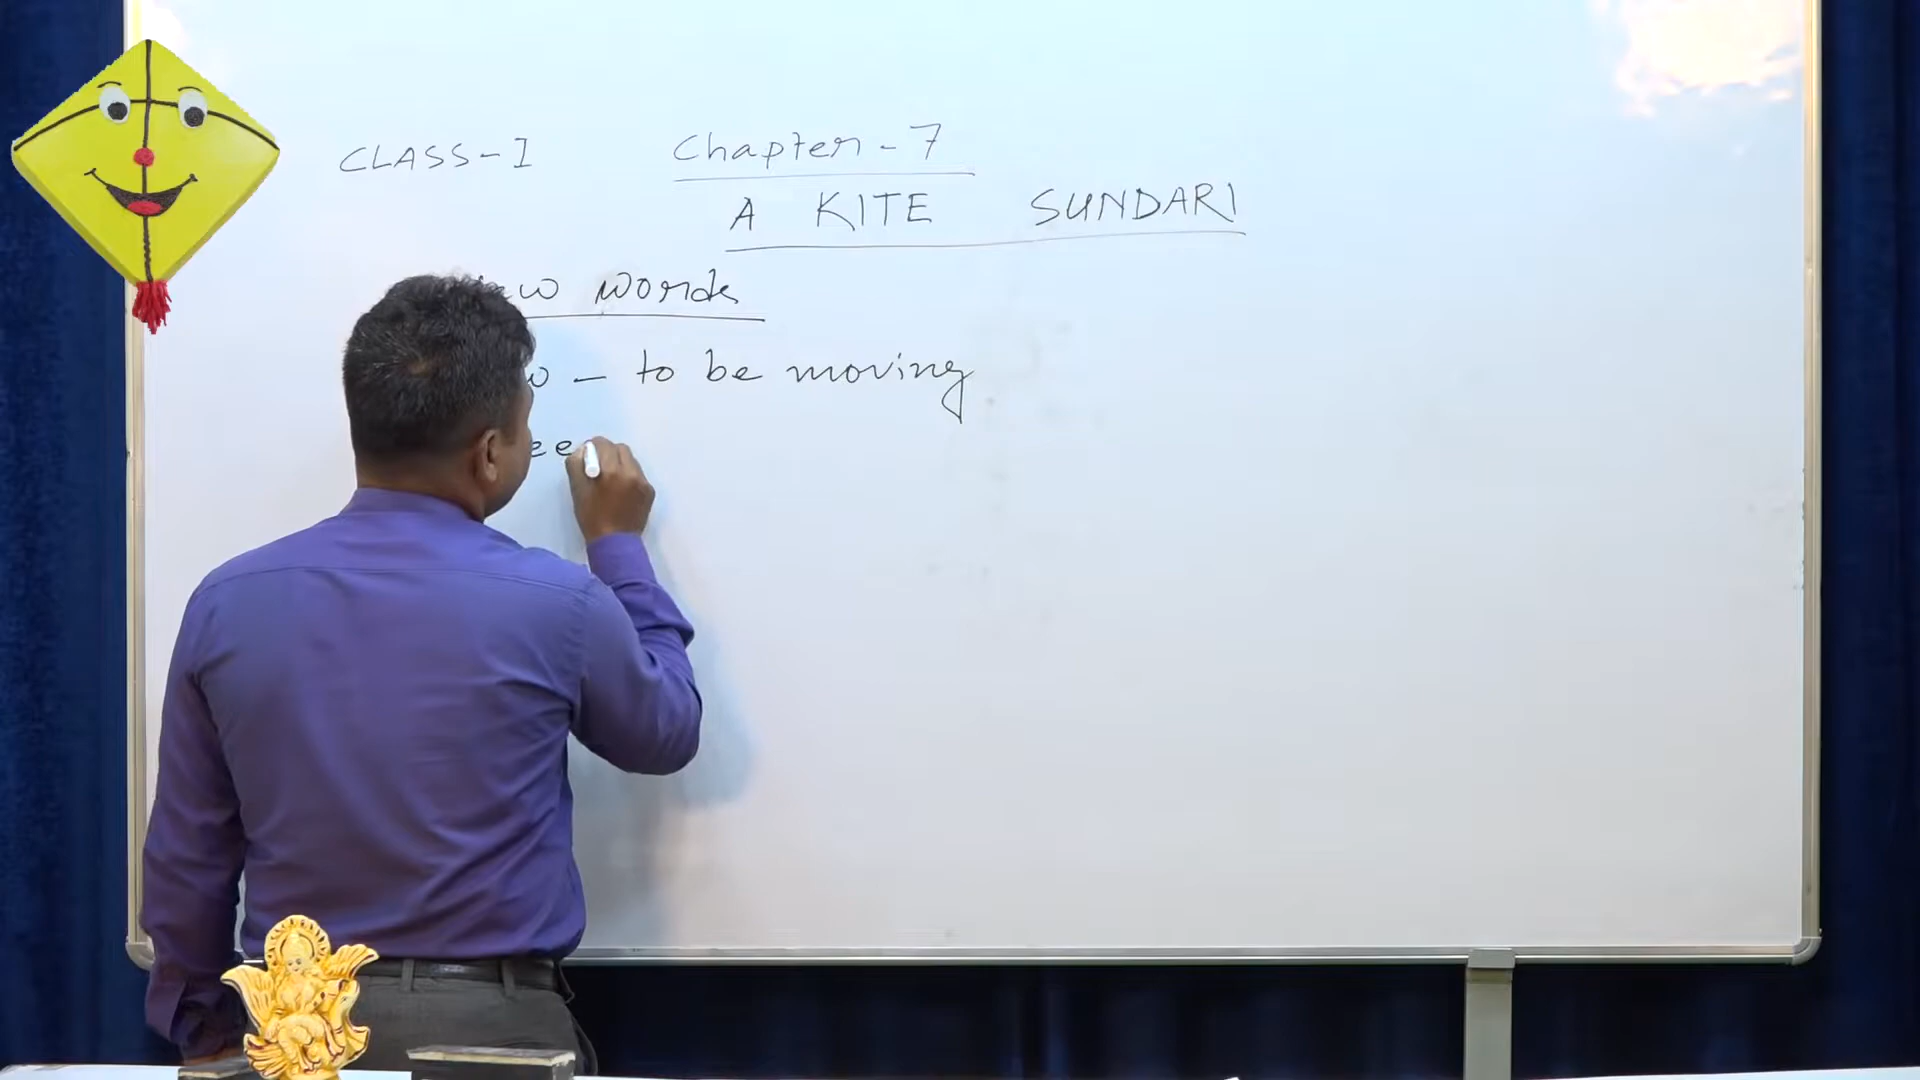 CLASS-I Chapter-7
A KITE SUNDARI
words
- to be moving